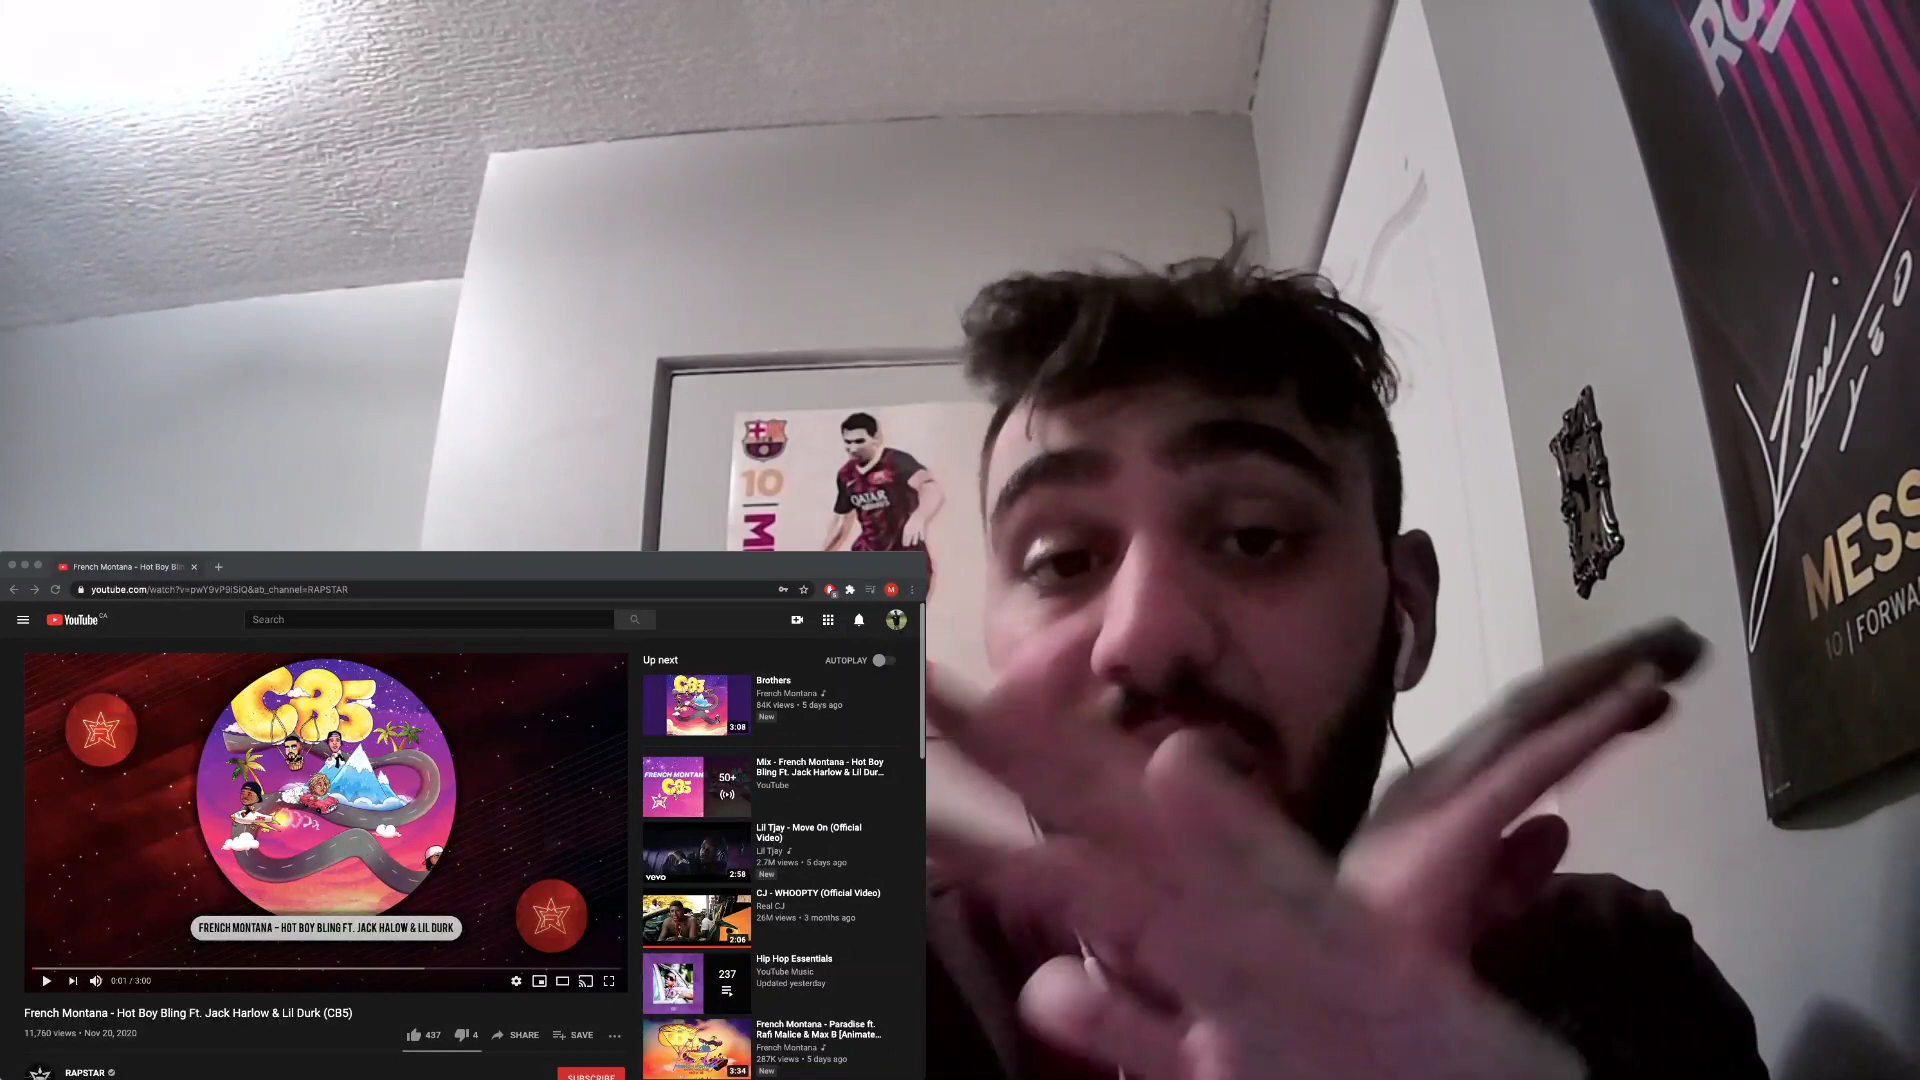 RO
10
M
QATAR
MESS
10 | FORWA
French Montana - Hot Boy Blin
youtube.com/watch?v=pwY9vP9iSiQ&ab_channel=RAPSTAR
M
YouTube CA
Search
CB5
FRENCH MONTANA - HOT BOY BLING FT. JACK HALOW & LIL DURK
0:01 / 3:00
French Montana - Hot Boy Bling Ft. Jack Harlow & Lil Durk (CB5)
11,760 views • Nov 20, 2020
437
4
SHARE
SAVE
RAPSTAR
SUBSCRIBE
Up next
AUTOPLAY
CB5
3:08
Brothers
French Montana
84K views • 5 days ago
New
FRENCH MONTAN
CB5
50+
Mix - French Montana - Hot Boy
Bling Ft. Jack Harlow & Lil Dur...
YouTube
vevo
2:58
Lil Tjay - Move On (Official
Video)
Lil Tjay
2.7M views • 5 days ago
New
2:06
CJ - WHOOPTY (Official Video)
Real CJ
26M views • 3 months ago
237
Hip Hop Essentials
YouTube Music
Updated yesterday
3:34
French Montana - Paradise ft.
Rafi Malice & Max B [Animate...
French Montana
287K views • 5 days ago
New